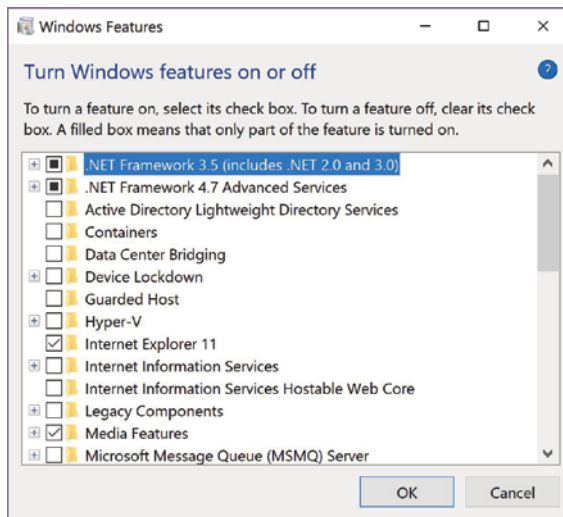 Windows Features
Turn Windows features on or off
?
To turn a feature on, select its check box. To turn a feature off, clear its check
box. A filled box means that only part of the feature is turned on.
.NET Framework 3.5 (includes .NET 2.0 and 3.0)
.NET Framework 4.7 Advanced Services
Active Directory Lightweight Directory Services
Containers
Data Center Bridging
Device Lockdown
Guarded Host
Hyper-V
Internet Explorer 11
Internet Information Services
Internet Information Services Hostable Web Core
Legacy Components
Media Features
Microsoft Message Queue (MSMQ) Server
OK Cancel